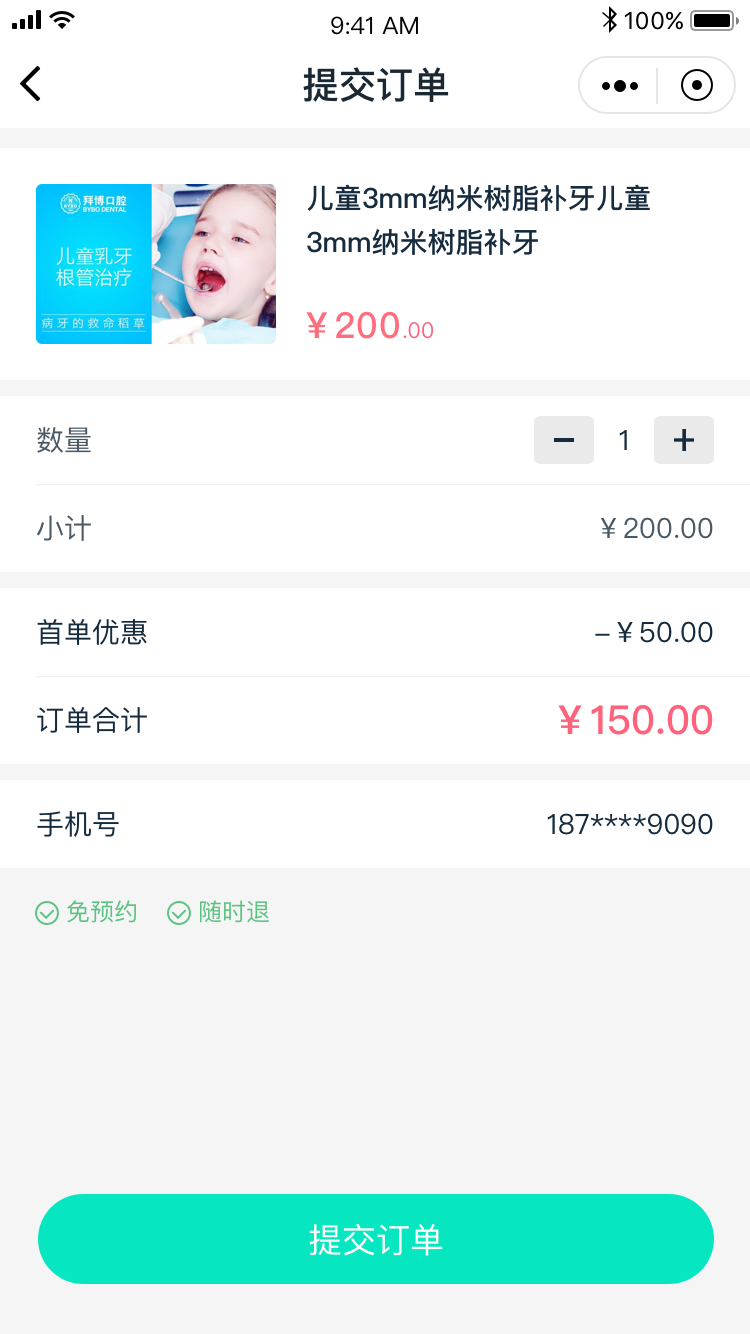 9:41 AM
100%
提交订单
拜博口腔
BYBO DENTAL
儿童乳牙
根管治疗
病牙的救命稻草
儿童3mm纳米树脂补牙儿童
3mm纳米树脂补牙
¥200.00
数量
1
小计
¥200.00
首单优惠
–¥50.00
订单合计
¥150.00
手机号
187****9090
免预约
随时退
提交订单